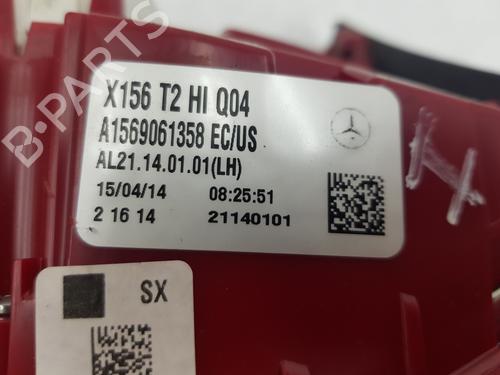 X156 T2 HI Q04
A1569061358 EC/US
AL21.14.01.01(LH)
15/04/14 08:25:51
2 16 14 21140101
SX
H
B-PARTS